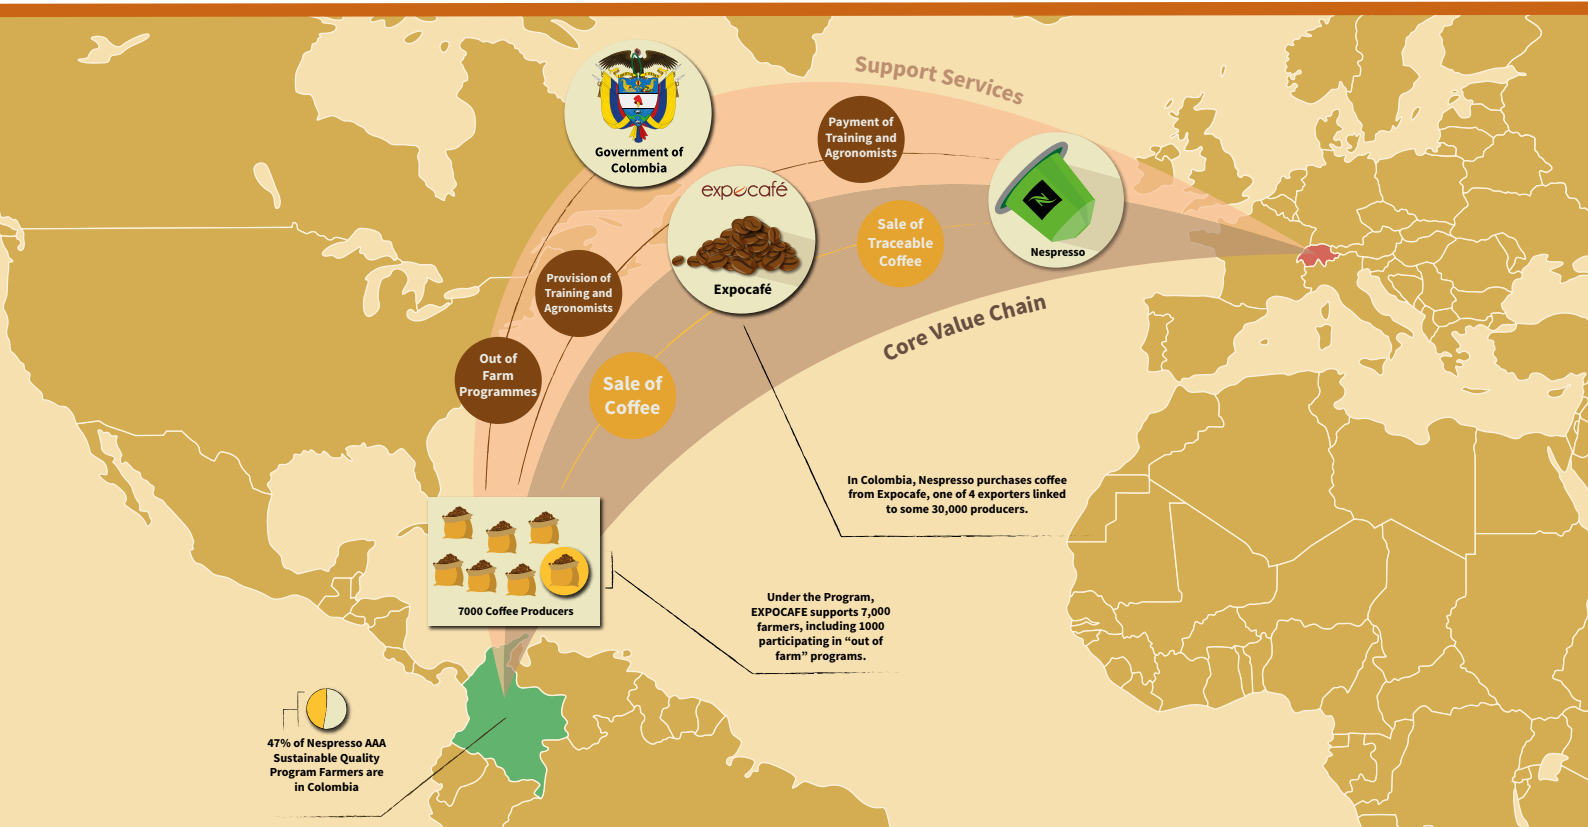 Support Services
Government of
Colombia
Payment of
Training and
Agronomists
expocafé
Expocafé
Sale of
Traceable
Coffee
Nespresso
Provision of
Training and
Agronomists
Core Value Chain
Out of
Farm
Programmes
Sale of
Coffee
In Colombia, Nespresso purchases coffee
from Expocafe, one of 4 exporters linked
to some 30,000 producers.
7000 Coffee Producers
Under the Program,
EXPOCAFE supports 7,000
farmers, including 1000
participating in “out of
farm” programs.
47% of Nespresso AAA
Sustainable Quality
Program Farmers are
in Colombia